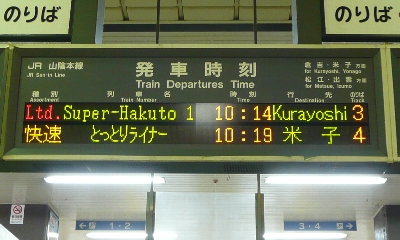 のりば
のりば
JR 山陰本線
JR San-in Line
発車時刻
Train Departures Time
倉吉・米子 方面
for Kurayoshi, Yonago
松江・出雲 方面
for Matsue, Izumo
種別 列車名 時刻 行先 のりば
Assortment Train Number Time Destination Track
Ltd. Super-Hakuto 1 10:14 Kurayoshi 3
快速 とっとりライナー 10:19 米子 4
1・2
3・4